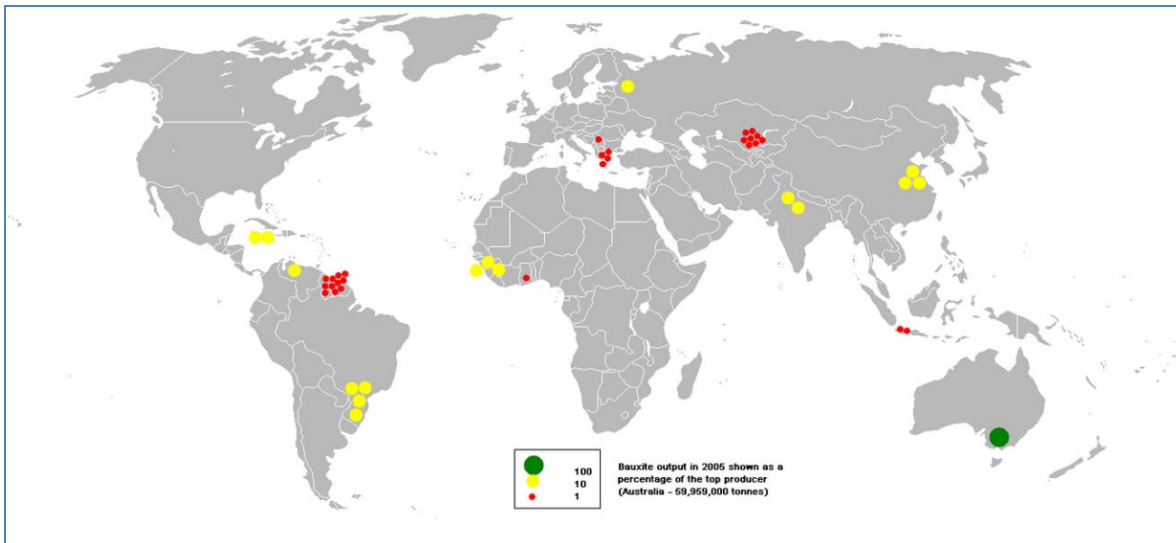 100
10
1
Bauxite output in 2005 shown as a
percentage of the top producer
(Australia - 59,959,000 tonnes)